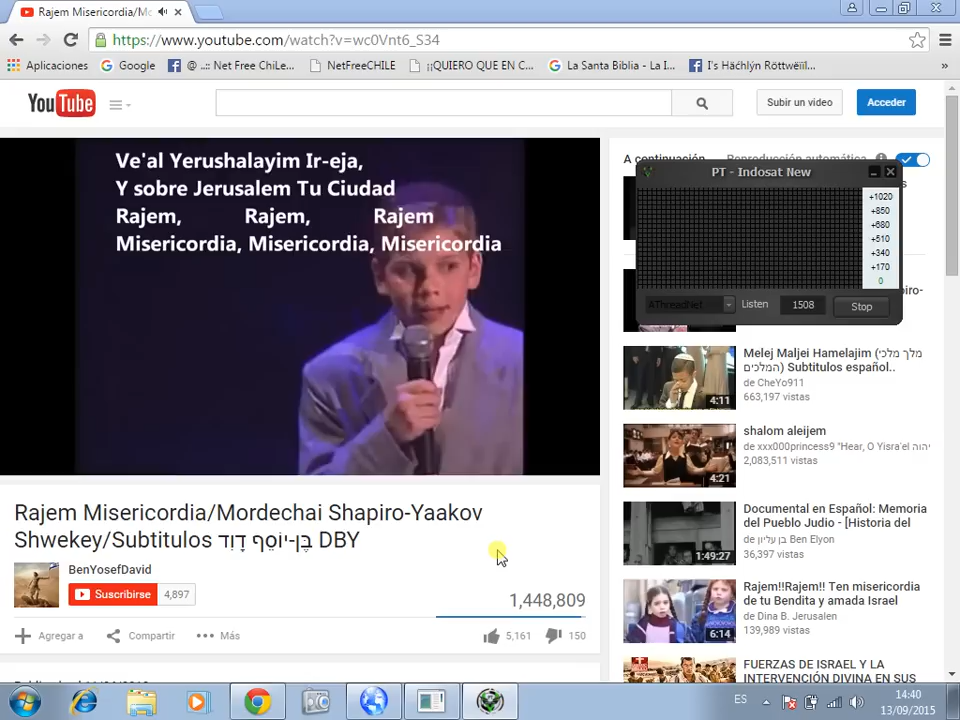 Rajem Misericordia/Mo
https://www.youtube.com/watch?v=wc0Vnt6_S34
Aplicaciones
Google
@ ..:: Net Free ChiLe...
NetFreeCHILE
¡¡QUIERO QUE EN C...
La Santa Biblia - La I...
I's Háćhlýn Röttwëïïl...
»
YouTube
Subir un video
Acceder
Ve'al Yerushalayim Ir-eja,
Y sobre Jerusalem Tu Ciudad
Rajem, Rajem, Rajem
Misericordia, Misericordia, Misericordia
A continuación
Reproducción automática
PT - Indosat New
+1020
+850
+680
+510
+340
+170
0
AThreadNet
Listen
1508
Stop
Melej Maljei Hamelajim (מלך מלכי
המלכים) Subtitulos español..
de CheYo911
663,197 vistas
4:11
shalom aleijem
de xxx000princess9 "Hear, O Yisra'el יהוה
2,083,511 vistas
4:21
Documental en Español: Memoria
del Pueblo Judio - [Historia del
de בן עליון Ben Elyon
36,397 vistas
1:49:27
Rajem!!Rajem!! Ten misericordia
de tu Bendita y amada Israel
de Dina B. Jerusalen
139,989 vistas
6:14
FUERZAS DE ISRAEL Y LA
INTERVENCIÓN DIVINA EN SUS
Rajem Misericordia/Mordechai Shapiro-Yaakov
Shwekey/Subtitulos בֶּן-יוֹסֵף דָוִד DBY
BenYosefDavid
Suscribirse
4,897
1,448,809
Agregar a
Compartir
Más
5,161
150
ES
14:40
13/09/2015